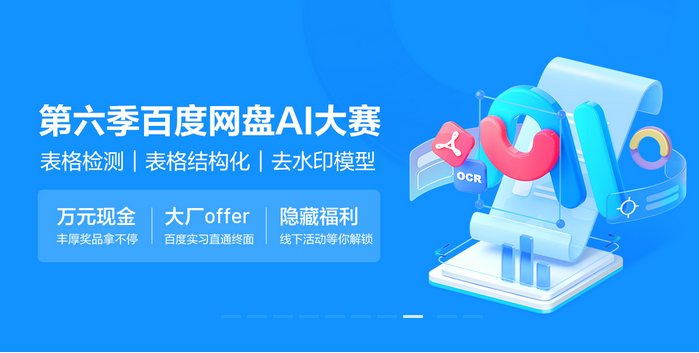 第六季百度网盘AI大赛
表格检测｜表格结构化｜去水印模型
万元现金 大厂offer 隐藏福利
丰厚奖品拿不停 百度实习直通终面 线下活动等你解锁
OCR
AI